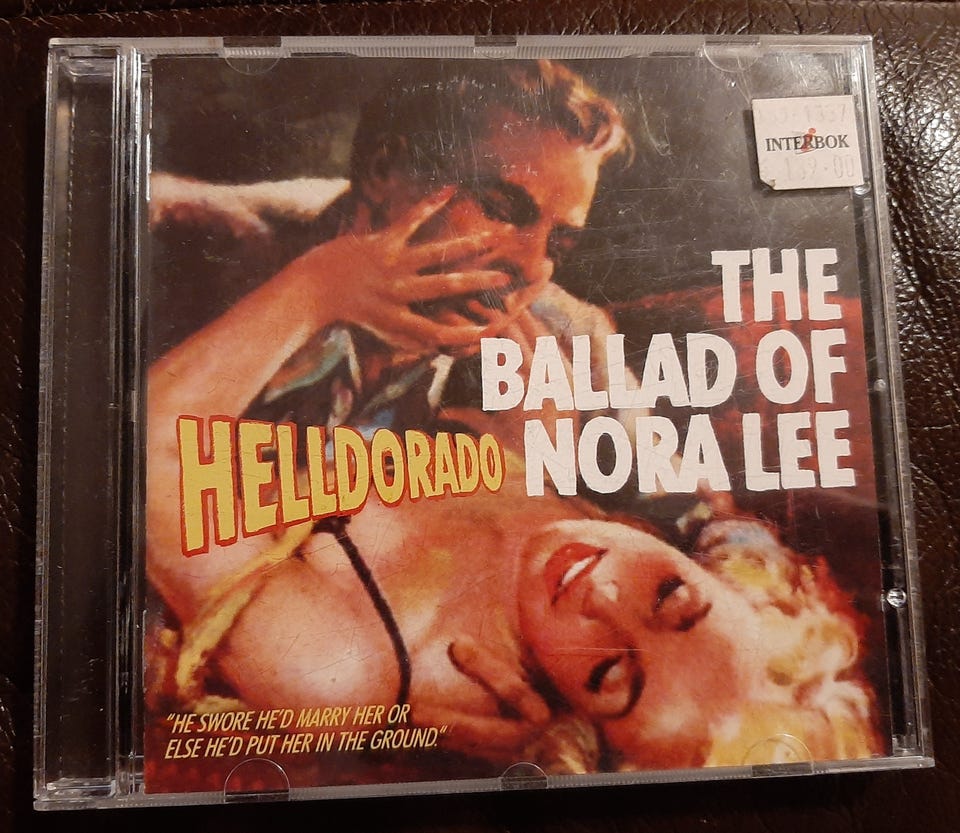 INTERBOK
THE
BALLAD OF
HELLDORADO NORA LEE
"HE SWORE HE'D MARRY HER OR
ELSE HE'D PUT HER IN THE GROUND."